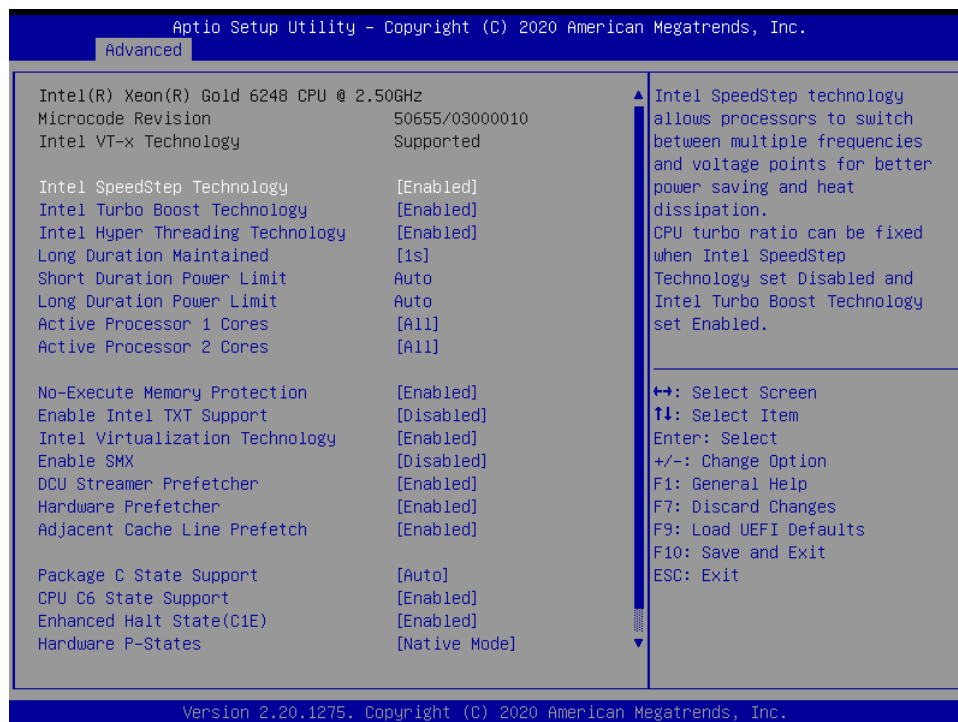 Aptio Setup Utility – Copyright (C) 2020 American Megatrends, Inc.
Advanced
Intel(R) Xeon(R) Gold 6248 CPU @ 2.50GHz
Microcode Revision 50655/03000010
Intel VT-x Technology Supported
Intel SpeedStep Technology [Enabled]
Intel Turbo Boost Technology [Enabled]
Intel Hyper Threading Technology [Enabled]
Long Duration Maintained [1s]
Short Duration Power Limit Auto
Long Duration Power Limit Auto
Active Processor 1 Cores [All]
Active Processor 2 Cores [All]
No-Execute Memory Protection [Enabled]
Enable Intel TXT Support [Disabled]
Intel Virtualization Technology [Enabled]
Enable SMX [Disabled]
DCU Streamer Prefetcher [Enabled]
Hardware Prefetcher [Enabled]
Adjacent Cache Line Prefetch [Enabled]
Package C State Support [Auto]
CPU C6 State Support [Enabled]
Enhanced Halt State(C1E) [Enabled]
Hardware P-States [Native Mode]
Intel SpeedStep technology
allows processors to switch
between multiple frequencies
and voltage points for better
power saving and heat
dissipation.
CPU turbo ratio can be fixed
when Intel SpeedStep
Technology set Disabled and
Intel Turbo Boost Technology
set Enabled.
↔: Select Screen
↑↓: Select Item
Enter: Select
+/-: Change Option
F1: General Help
F7: Discard Changes
F9: Load UEFI Defaults
F10: Save and Exit
ESC: Exit
Version 2.20.1275. Copyright (C) 2020 American Megatrends, Inc.